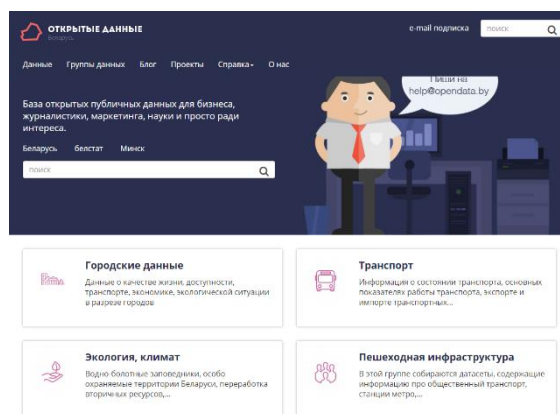 ОТКРЫТЫЕ ДАННЫЕ
Беларусь
e-mail подписка
поиск
Данные Группы данных Блог Проекты Справка О нас
Пиши на
help@opendata.by
База открытых публичных данных для бизнеса,
журналистики, маркетинга, науки и просто ради
интереса.
Беларусь белстат Минск
поиск
Городские данные
Данные о качестве жизни, доступности,
транспорте, экономике, экологической ситуации
в разрезе городов
Транспорт
Информация о состоянии транспорта, основных
показателях работы транспорта, экспорте и
импорте транспортных...
Экология, климат
Водно-болотные заповедники, особо
охраняемые территории Беларуси, переработка
вторичных ресурсов,...
Пешеходная инфраструктура
В этой группе собираются датасеты, содержащие
информацию про общественный транспорт,
станции метро,...